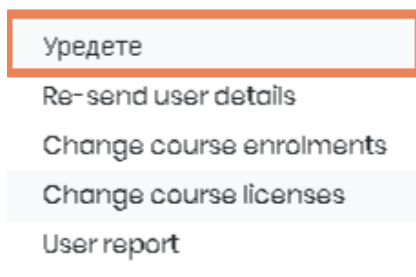 Уредете
Re-send user details
Change course enrolments
Change course licenses
User report